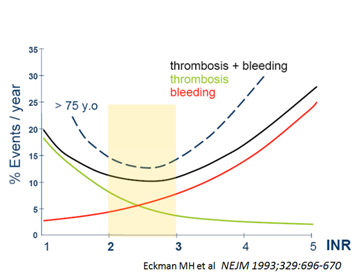 35
30
25
20
15
10
5
0
% Events / year
thrombosis + bleeding
thrombosis
bleeding
> 75 y.o
1
2
3
4
5
INR
Eckman MH et al NEJM 1993;329:696-670